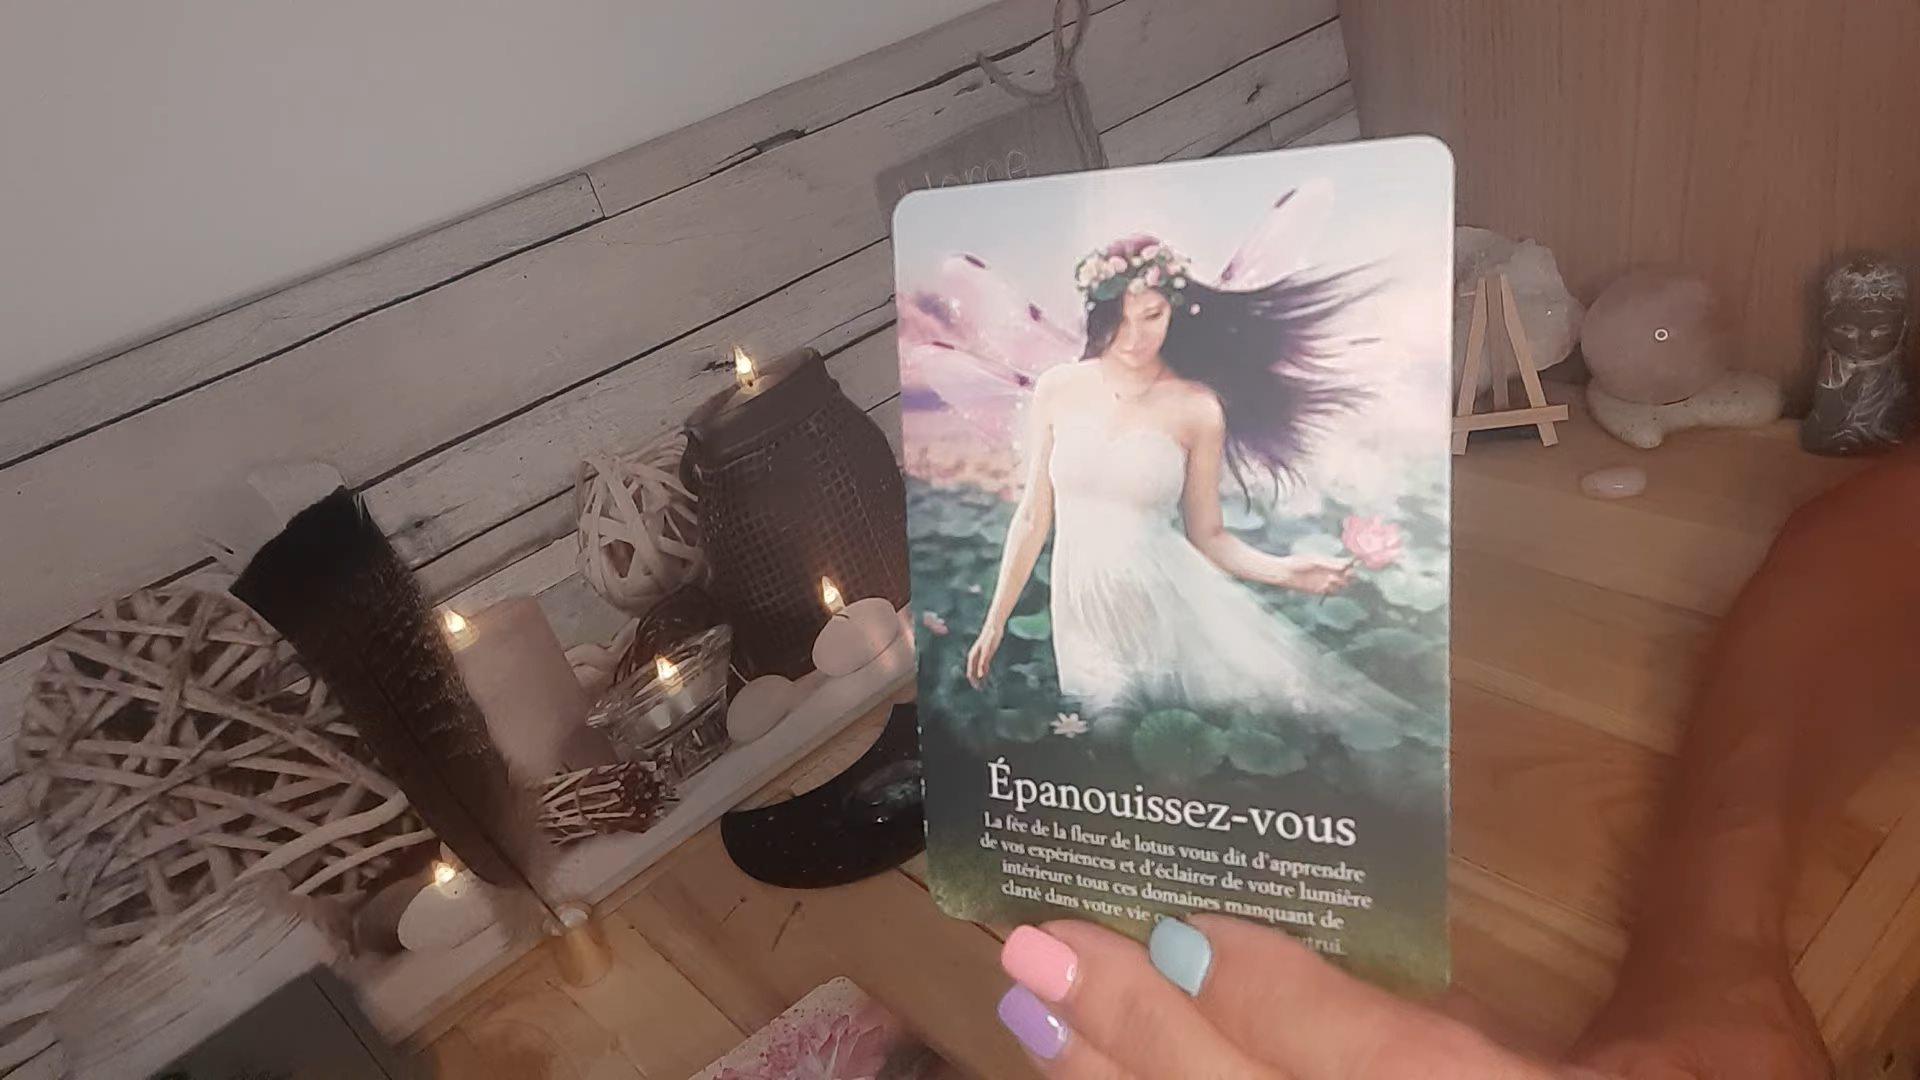 Home
Épanouissez-vous
La fée de la fleur de lotus vous dit d'apprendre
de vos expériences et d'éclairer de votre lumière
intérieure tous ces domaines manquant de
clarté dans votre vie